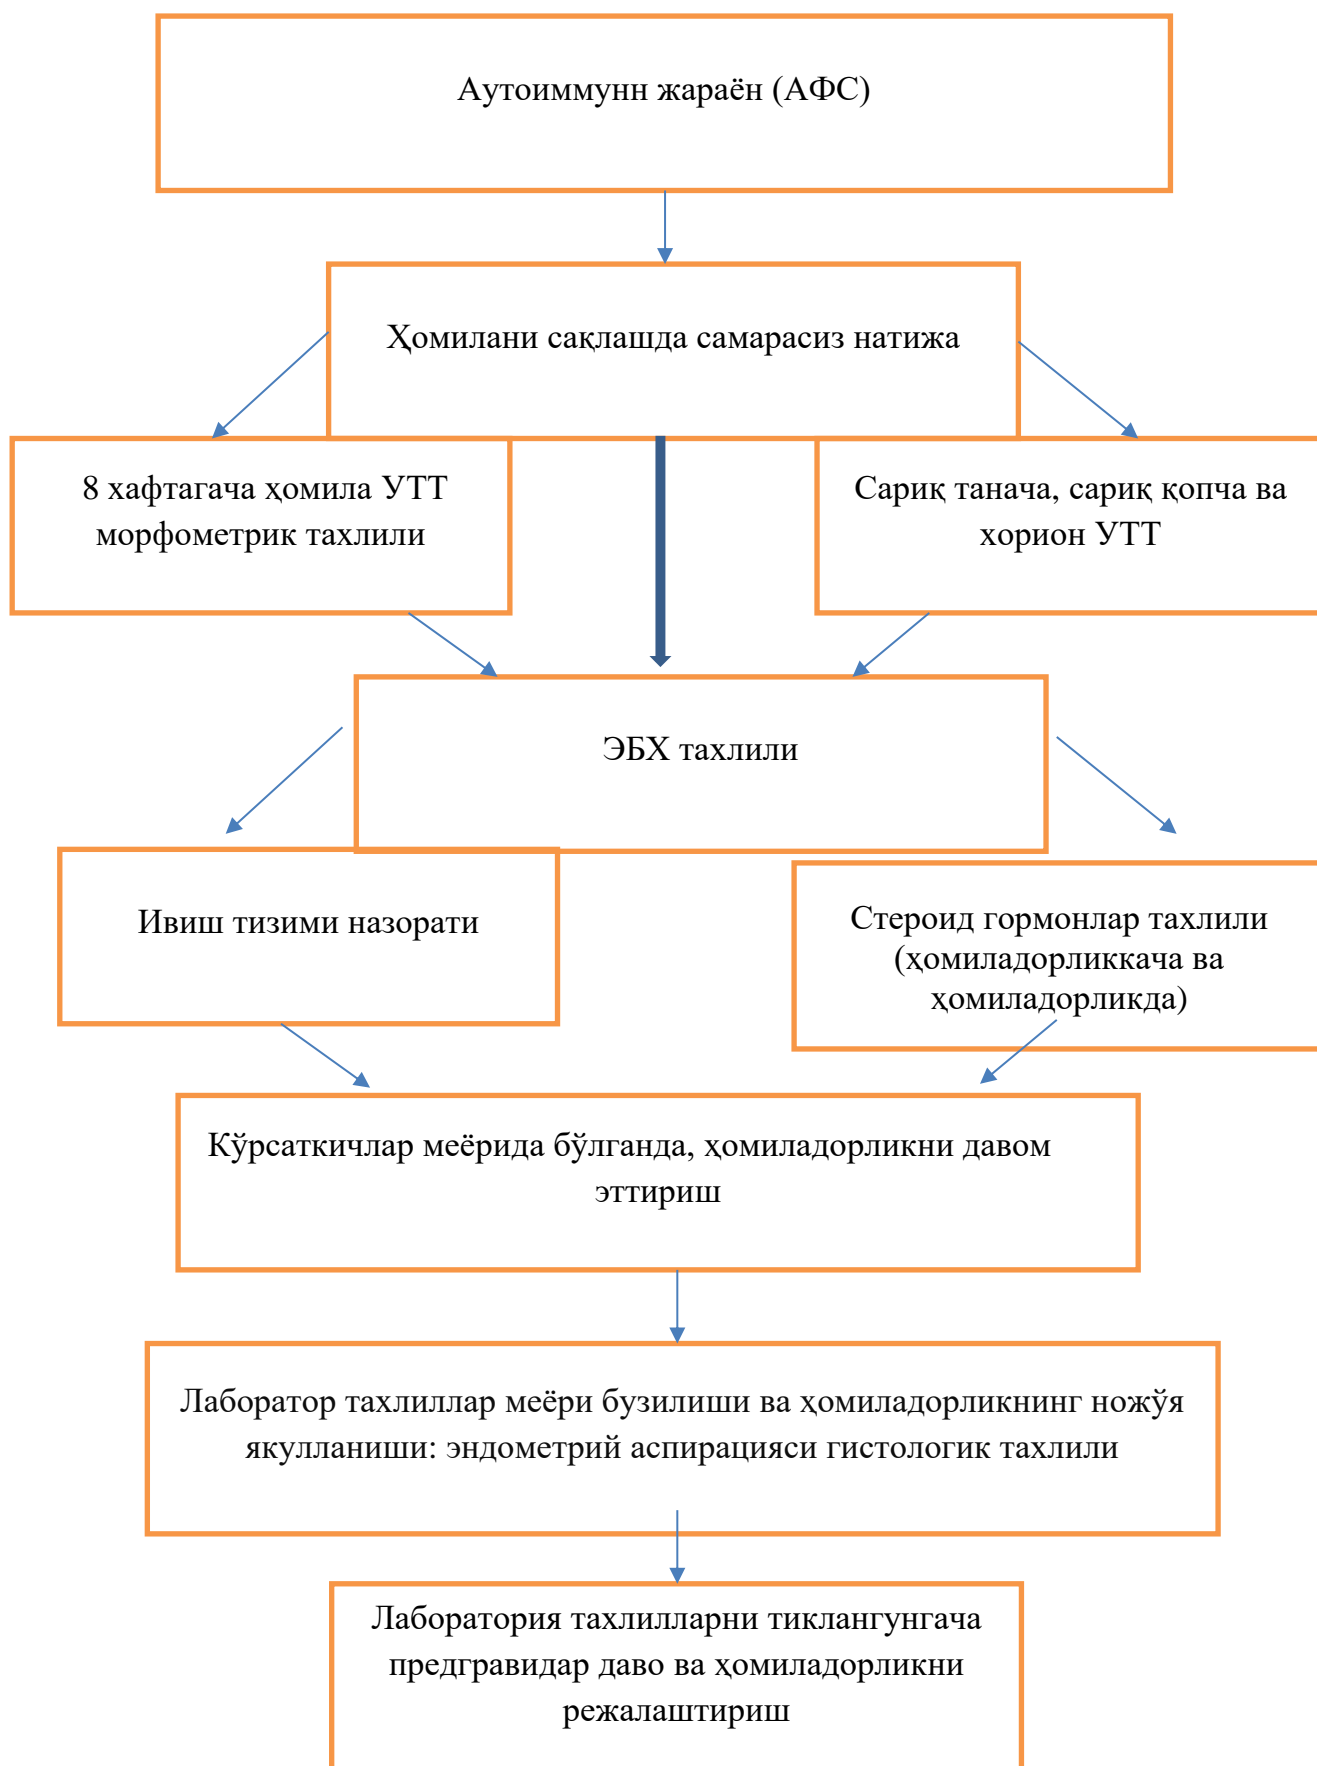 Аутоиммунн жараён (АФС)
Ҳомилани сақлашда самарасиз натижа
8 хафтагача ҳомила УТТ
морфометрик тахлили
Сариқ танача, сариқ қопча ва
хорион УТТ
ЭБХ тахлили
Ивиш тизими назорати
Стероид гормонлар тахлили
(ҳомиладорликкача ва
ҳомиладорликда)
Кўрсаткичлар меёрида бўлганда, ҳомиладорликни давом
эттириш
Лаборатор тахлиллар меёри бузилиши ва ҳомиладорликнинг ножўя
якулланиши: эндометрий аспирацияси гистологик тахлили
Лаборатория тахлилларни тиклангунгача
предгравидар даво ва ҳомиладорликни
режалаштириш